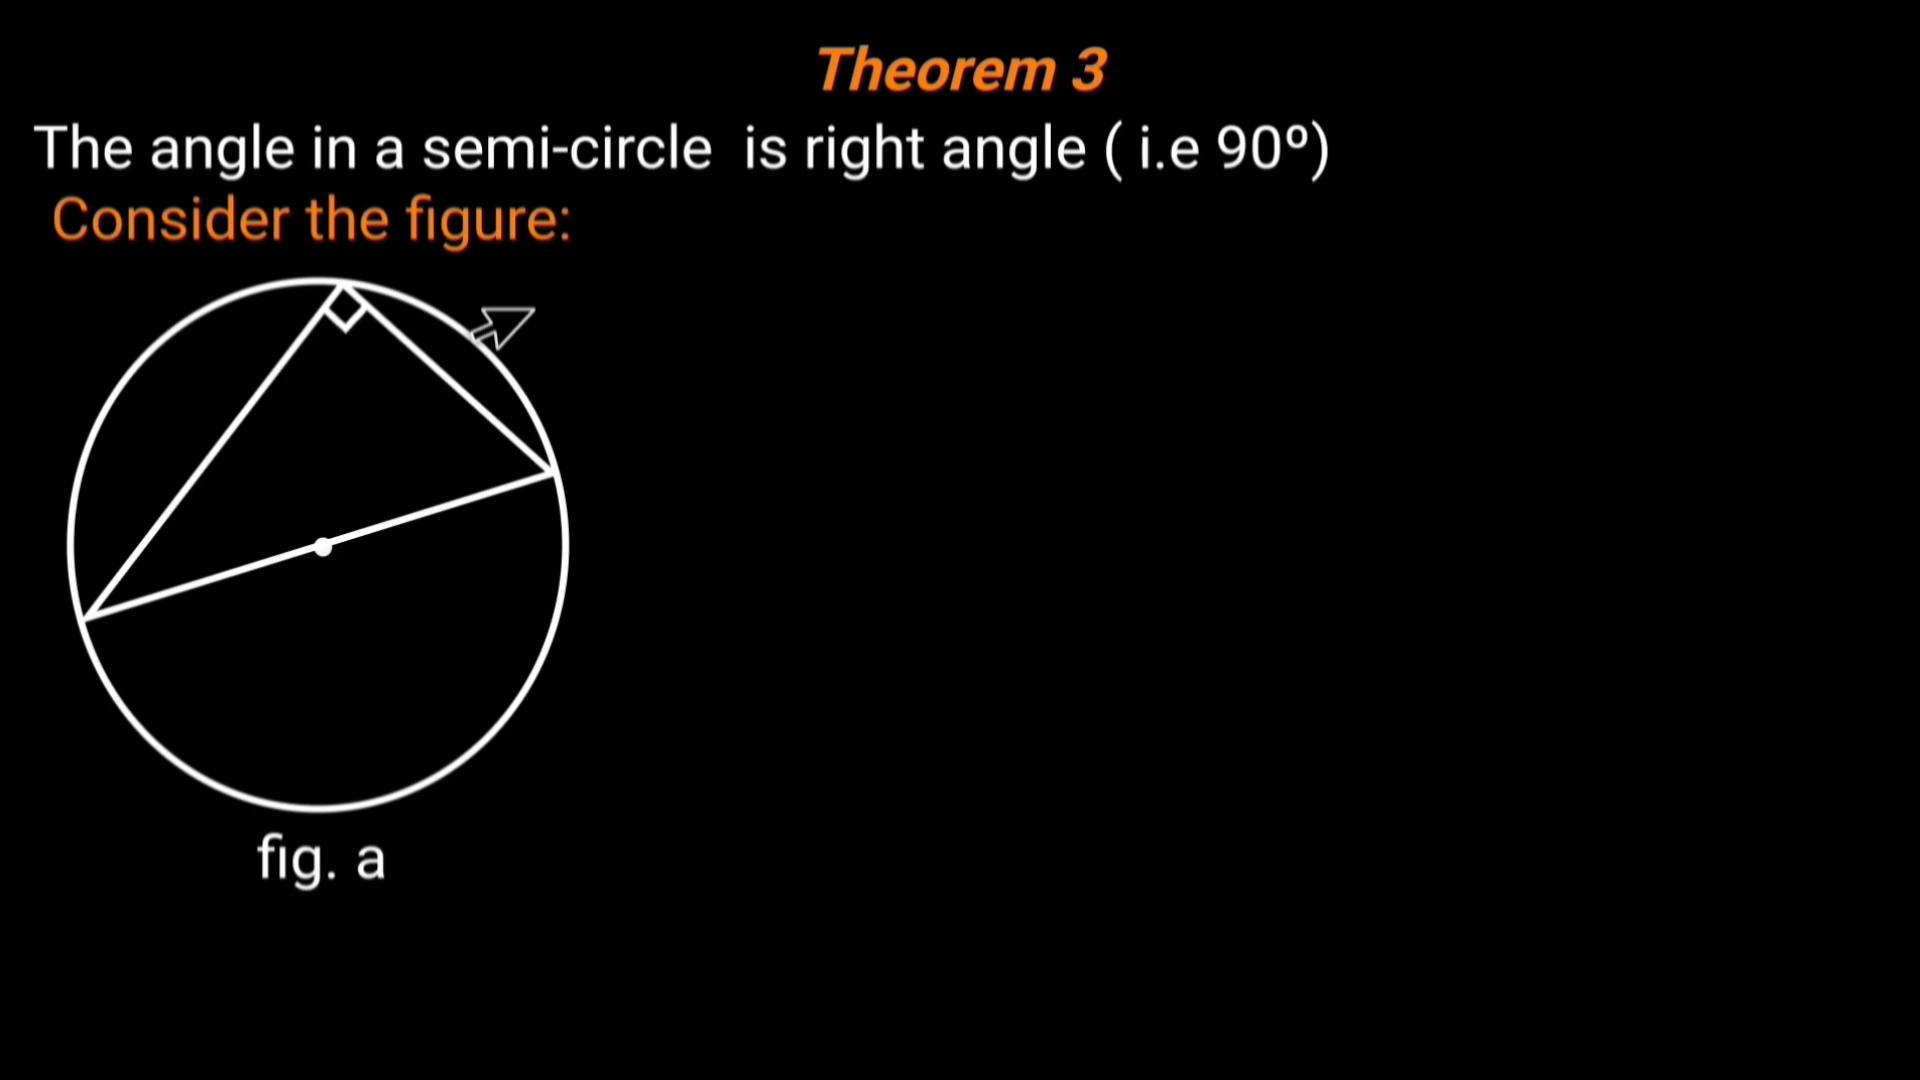 Theorem 3
The angle in a semi-circle is right angle ( i.e 90º)
Consider the figure:
fig. a